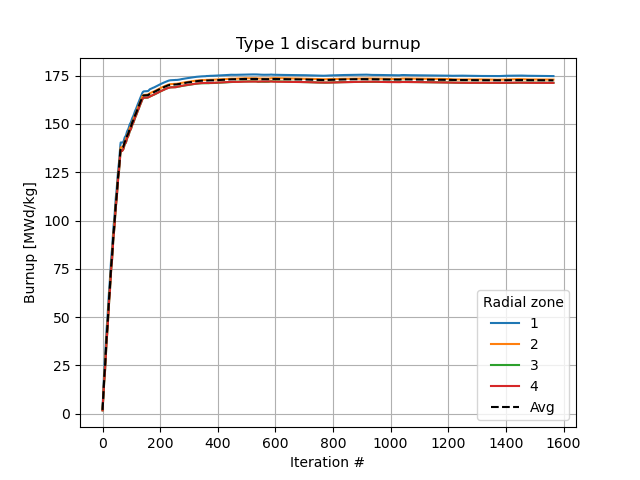 Type 1 discard burnup
Burnup [MWd/kg]
175
150
125
100
75
50
25
0
0 200 400 600 800 1000 1200 1400 1600
Iteration #
Radial zone
1
2
3
4
Avg